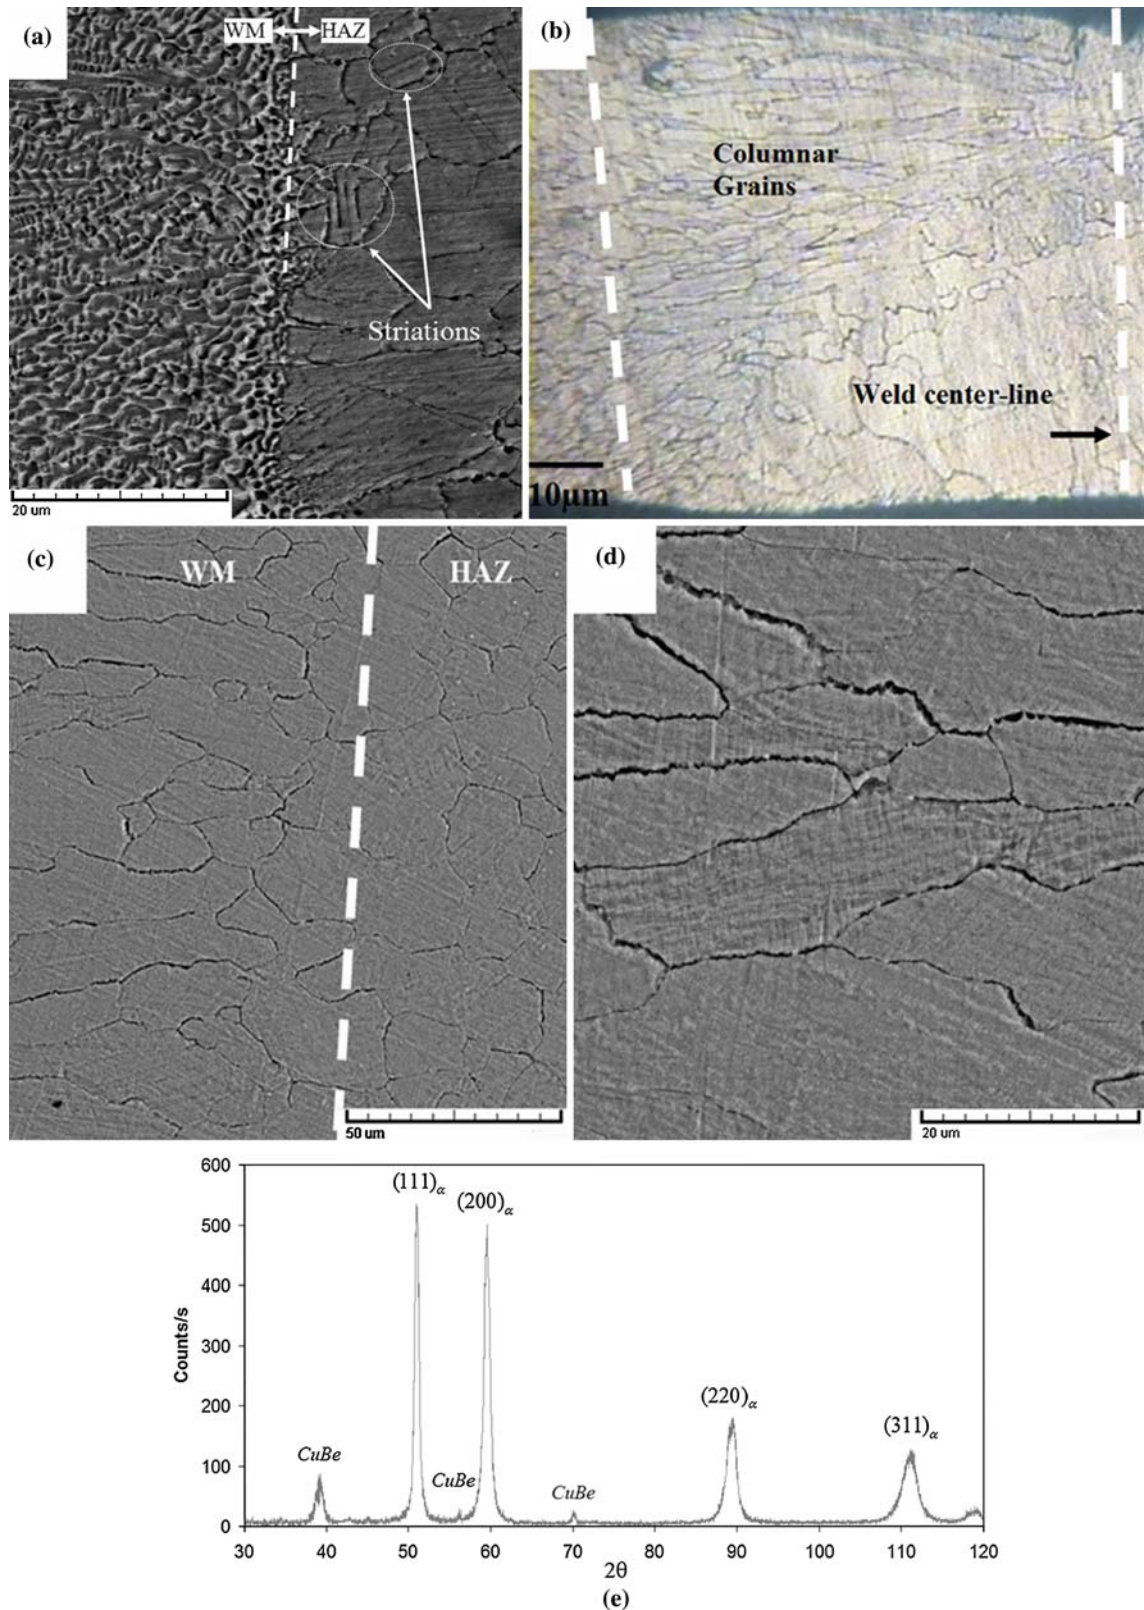 (a)
WM
HAZ
Striations
20 um
(b)
Columnar
Grains
Weld center-line
10μm
(c)
WM
HAZ
50 um
(d)
20 um
600
500
400
300
200
100
0
Counts/s
(111)α
(200)α
(220)α
(311)α
CuBe
CuBe
CuBe
30
40
50
60
70
80
90
100
110
120
2θ
(e)